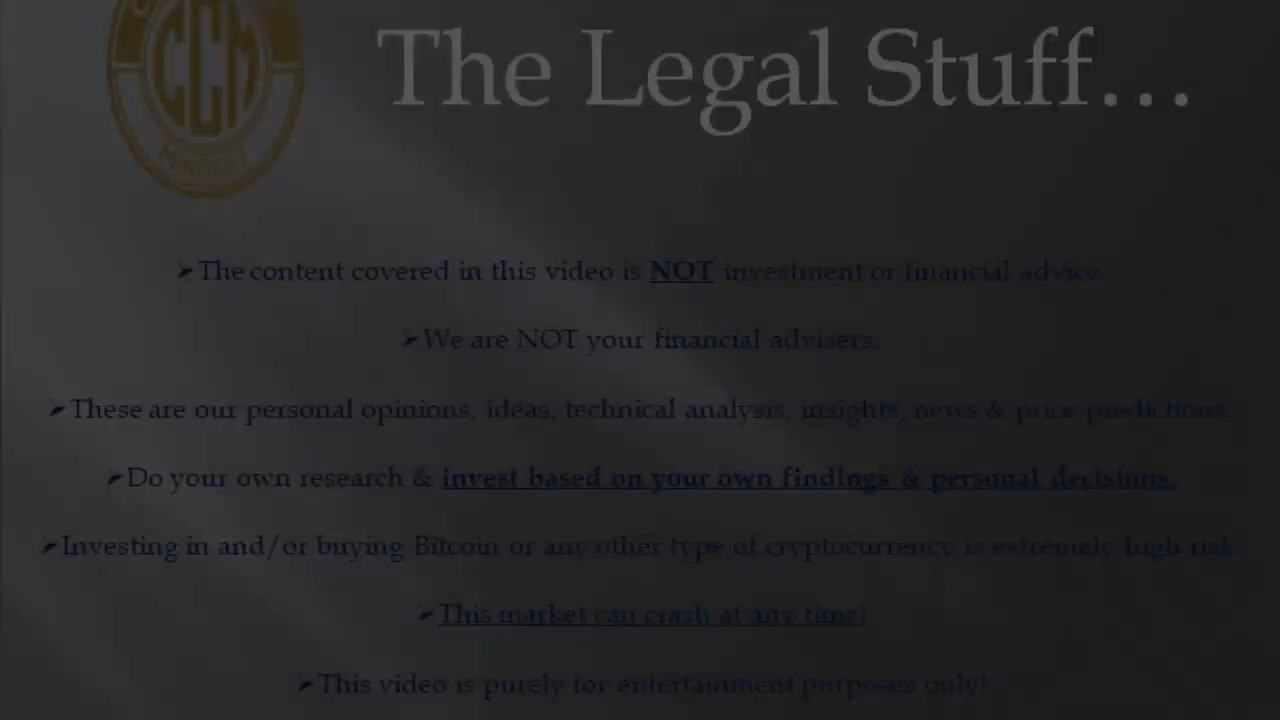 CCM
The Legal Stuff...
➢The content covered in this video is NOT investment or financial advice.
➢We are NOT your financial advisers.
➢These are our personal opinions, ideas, technical analysis, insights, news & price predictions.
➢Do your own research & invest based on your own findings & personal decisions.
➢Investing in and/or buying Bitcoin or any other type of cryptocurrency is extremely high risk.
➢This market can crash at any time!
➢This video is purely for entertainment purposes only!